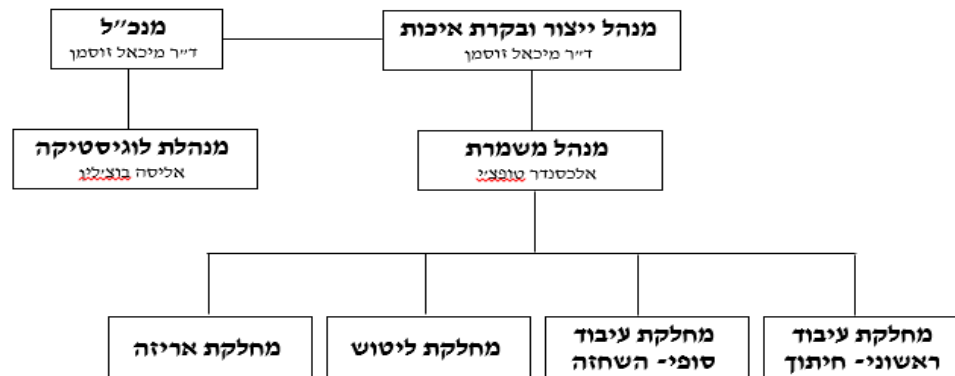 מנהל ייצור ובקרת איכות
ד״ר מיכאל זוסמן
מנכ״ל
ד״ר מיכאל זוסמן
מנהל משמרת
אלכסנדר טופצ׳י
מנהלת לוגיסטיקה
אליסה בוצ׳ליו
מחלקת עיבוד
ראשוני- חיתוך
מחלקת עיבוד
סופי- השחזה
מחלקת ליטוש
מחלקת אריזה